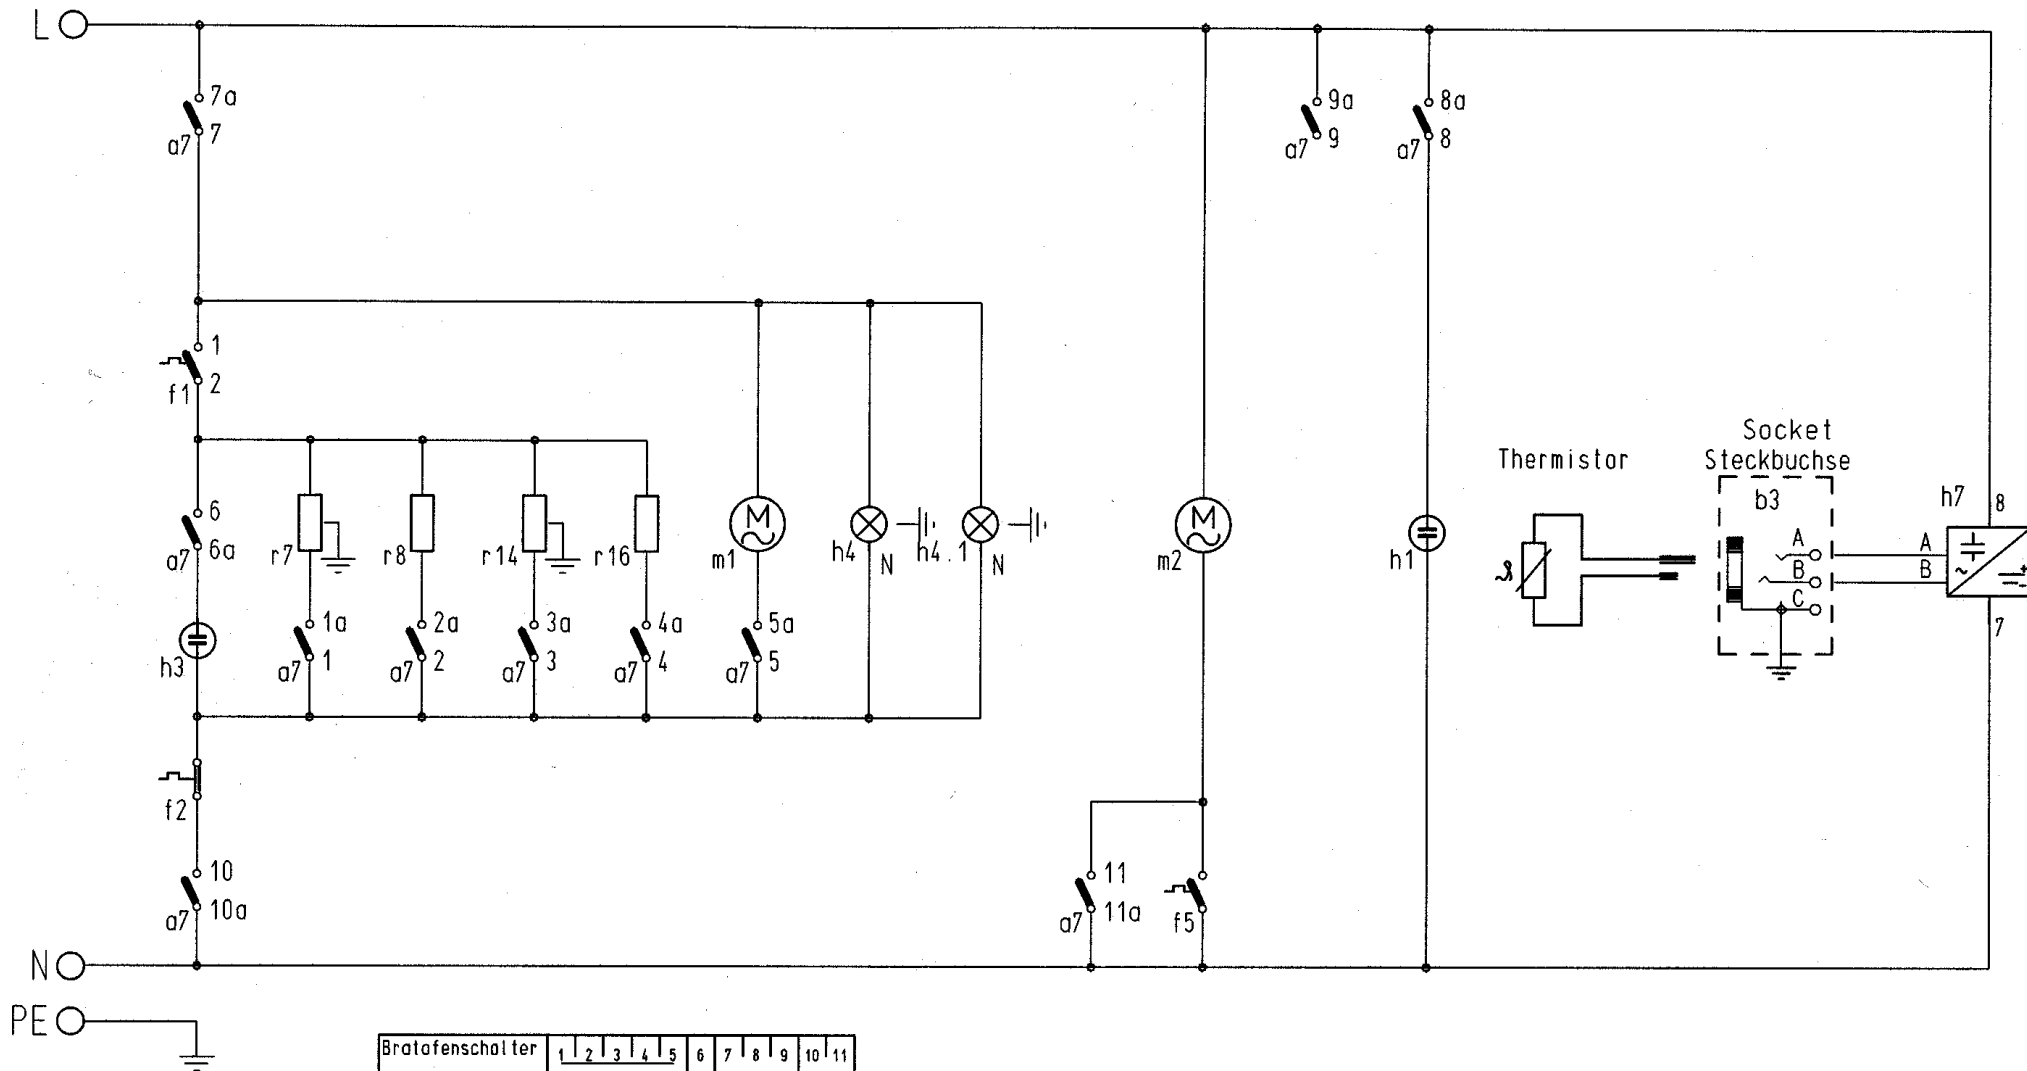 L
7a
7
a7
9a
9
a7
8a
8
a7
1
2
f1
6
6a
a7
h3
r7
r8
r14
r16
M
m1
h4
N
h4.1
N
M
m2
h1
Thermistor
ϑ
Socket
Steckbuchse
b3
A
B
C
A
B
h7
8
7
1a
1
a7
2a
2
a7
3a
3
a7
4a
4
a7
5a
5
a7
f2
10
10a
a7
11
11a
a7
f5
N
PE
Bratofenschalter 1 2 3 4 5 6 7 8 9 10 11